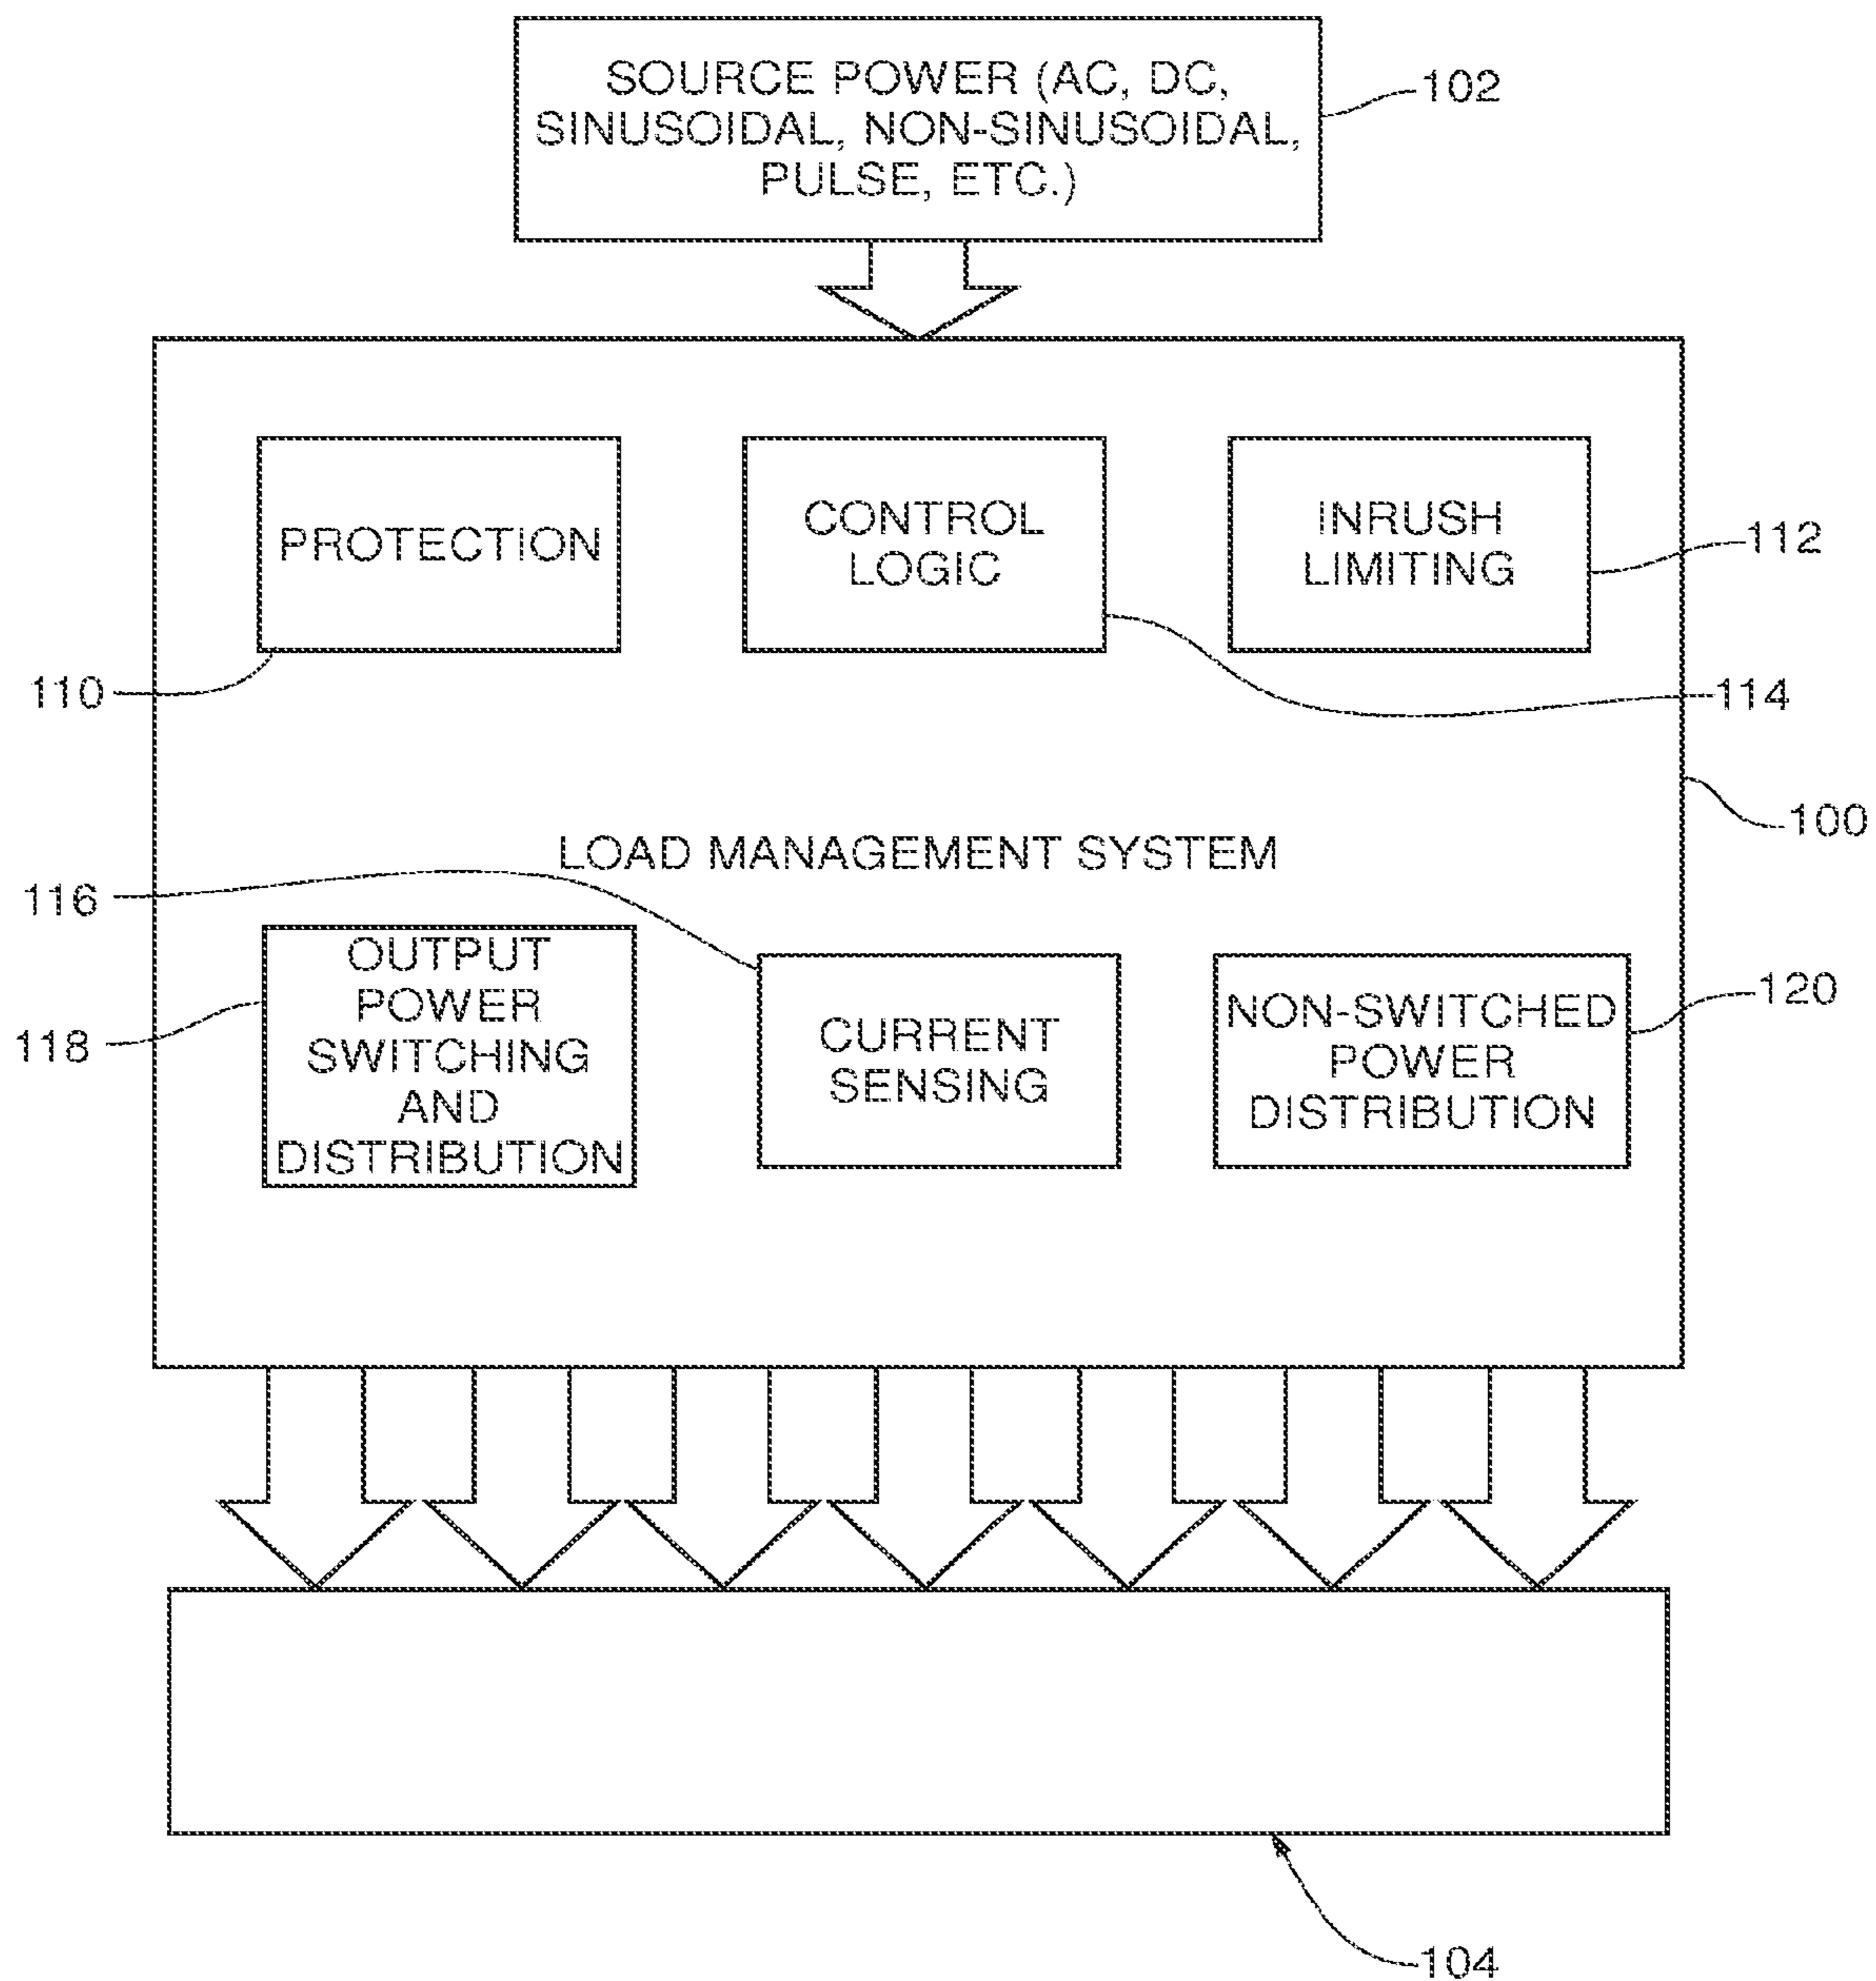 SOURCE POWER (AC, DC,
SINUSOIDAL, NON-SINUSOIDAL,
PULSE, ETC.)
102
PROTECTION
CONTROL
LOGIC
INRUSH
LIMITING
112
110
114
100
LOAD MANAGEMENT SYSTEM
116
OUTPUT
POWER
SWITCHING
AND
DISTRIBUTION
118
CURRENT
SENSING
NON-SWITCHED
POWER
DISTRIBUTION
120
104